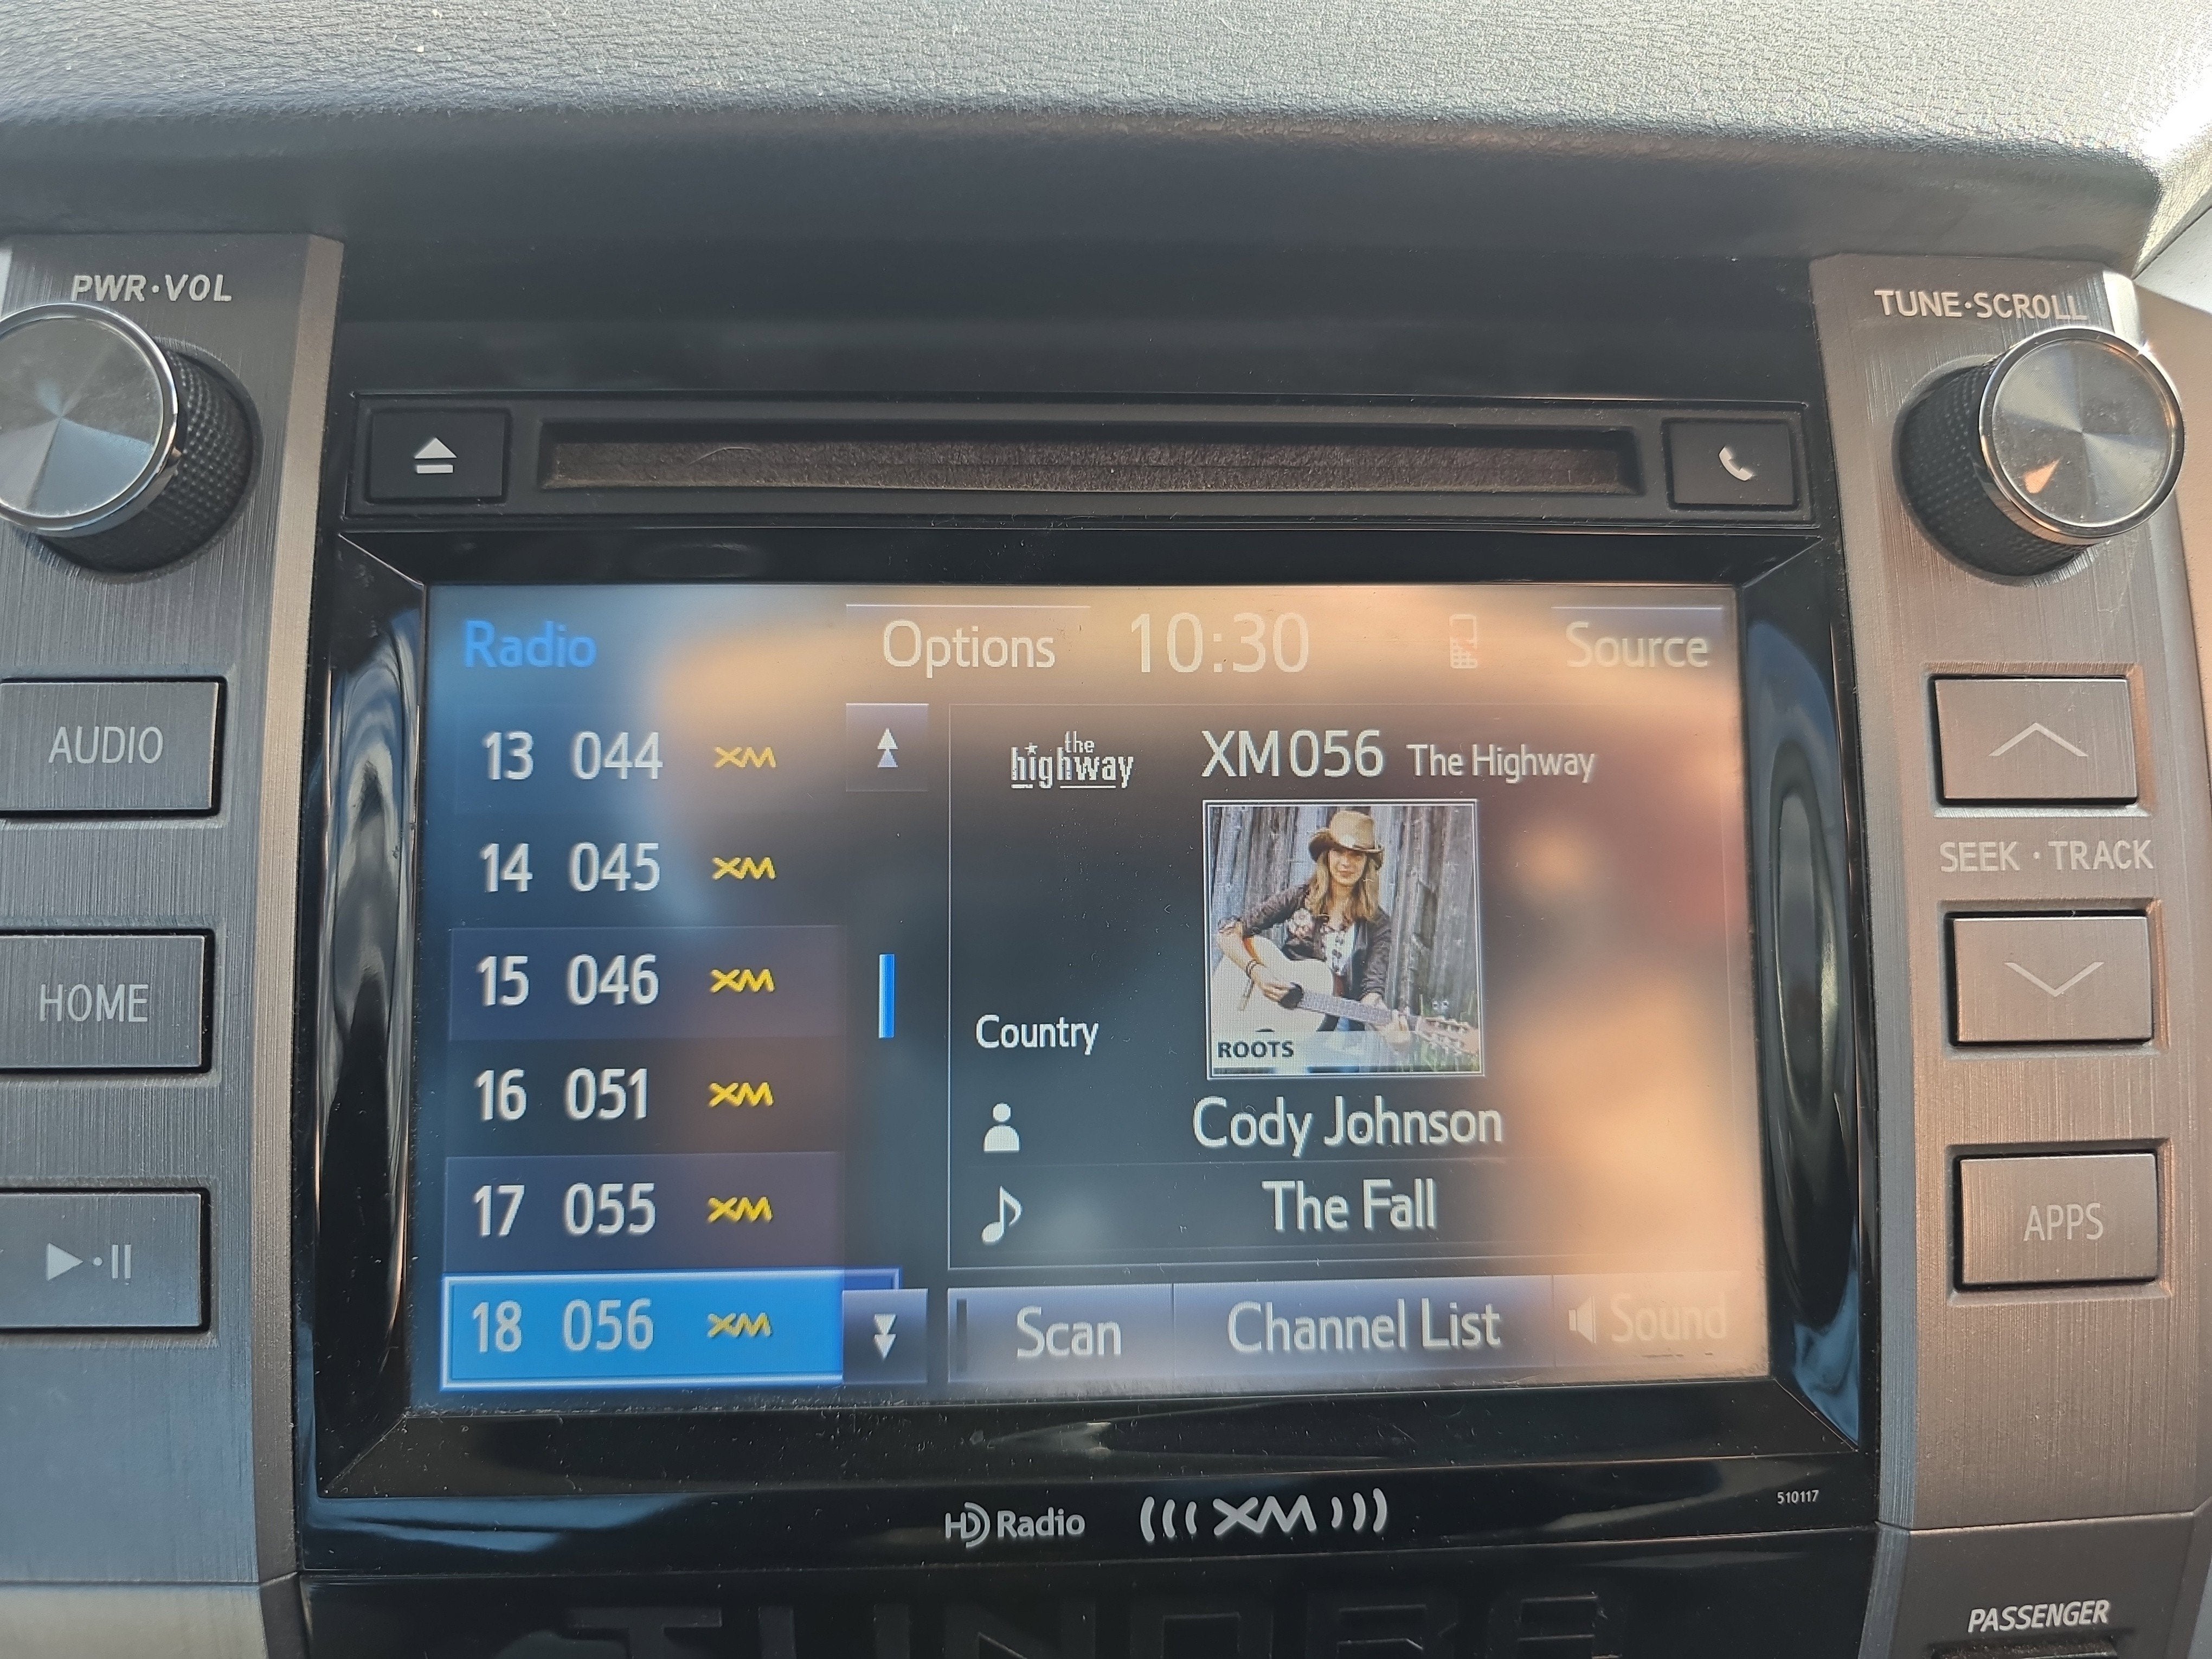 PWR·VOL
TUNE·SCROLL
Radio
Options
10:30
Source
AUDIO
13 044 XM
the highway
XM056 The Highway
14 045 XM
SEEK · TRACK
HOME
15 046 XM
Country
ROOTS
16 051 XM
Cody Johnson
17 055 XM
The Fall
APPS
18 056 XM
Scan
Channel List
Sound
HD Radio
((( XM )))
510117
TUNDRA
PASSENGER